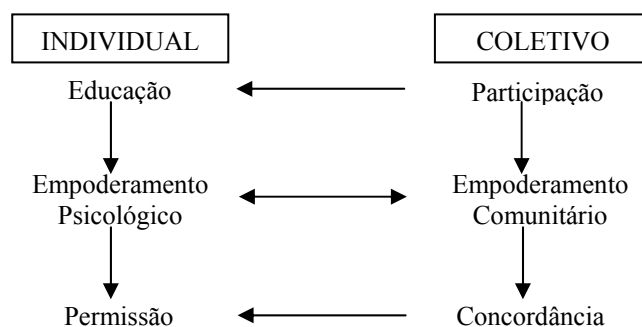 INDIVIDUAL
COLETIVO
Educação
Participação
Empoderamento
Psicológico
Empoderamento
Comunitário
Permissão
Concordância